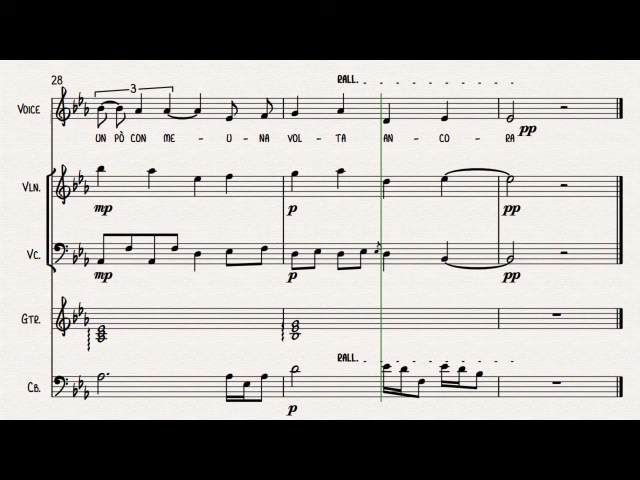 28
RALL.
3
VOICE
UN PÒ CON ME - U - NA VOL - TA AN - CO - RA
pp
VLN.
mp p pp
VC.
mp p pp
GTR.
RALL.
CB.
p